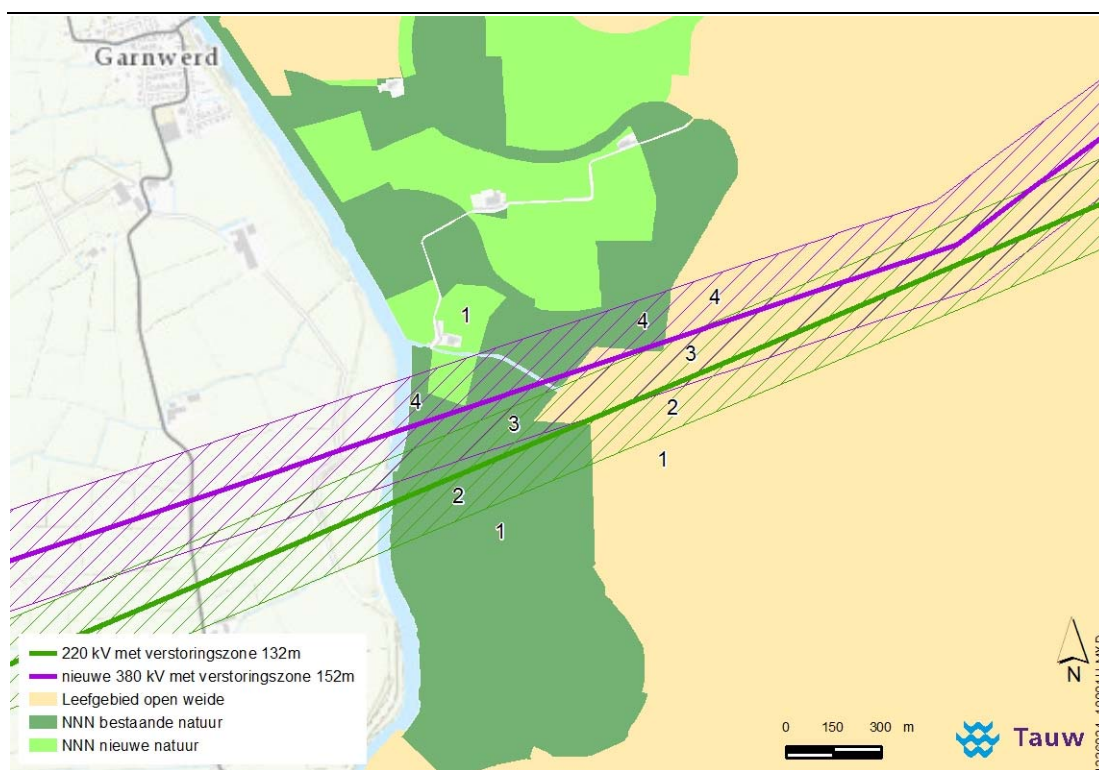 Garnwerd
1
4
4
4
3
3
2
2
1
1
220 kV met verstoringszone 132m
nieuwe 380 kV met verstoringszone 152m
Leefgebied open weide
NNN bestaande natuur
NNN nieuwe natuur
N
0 150 300 m
Tauw